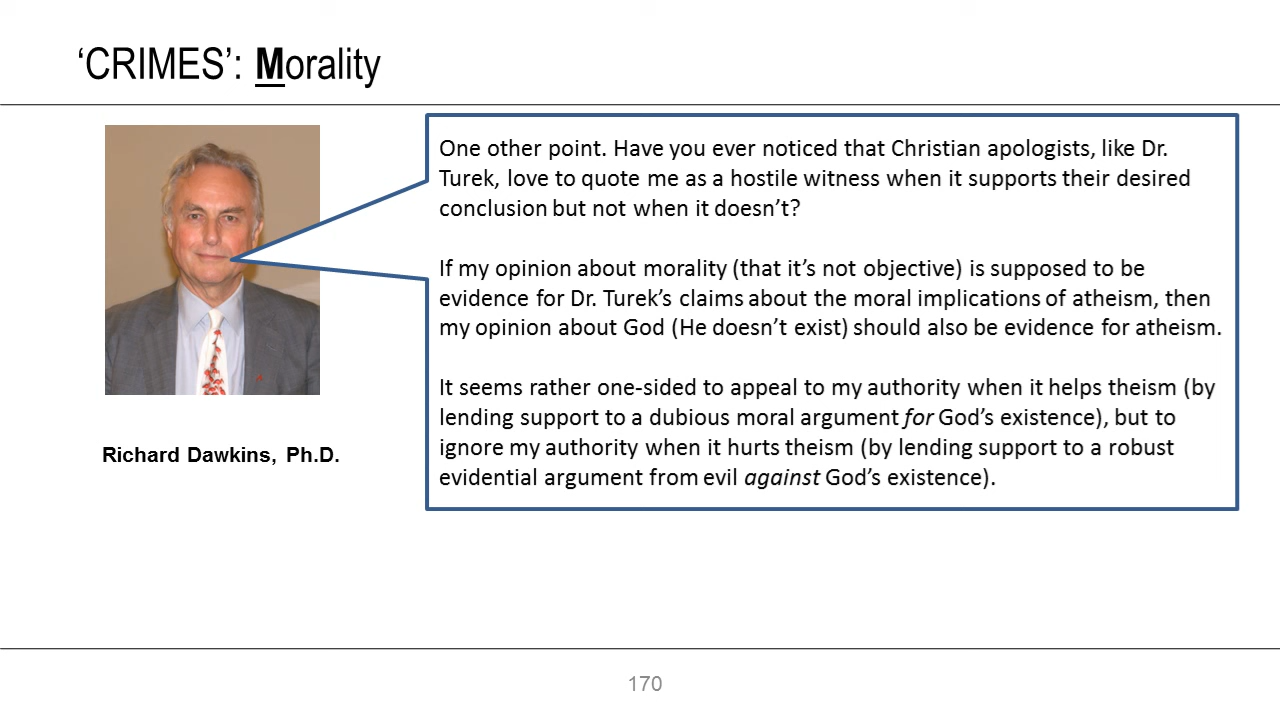 ‘CRIMES’: Morality
One other point. Have you ever noticed that Christian apologists, like Dr.
Turek, love to quote me as a hostile witness when it supports their desired
conclusion but not when it doesn’t?
If my opinion about morality (that it’s not objective) is supposed to be
evidence for Dr. Turek’s claims about the moral implications of atheism, then
my opinion about God (He doesn’t exist) should also be evidence for atheism.
It seems rather one-sided to appeal to my authority when it helps theism (by
lending support to a dubious moral argument for God’s existence), but to
ignore my authority when it hurts theism (by lending support to a robust
evidential argument from evil against God’s existence).
Richard Dawkins, Ph.D.
170